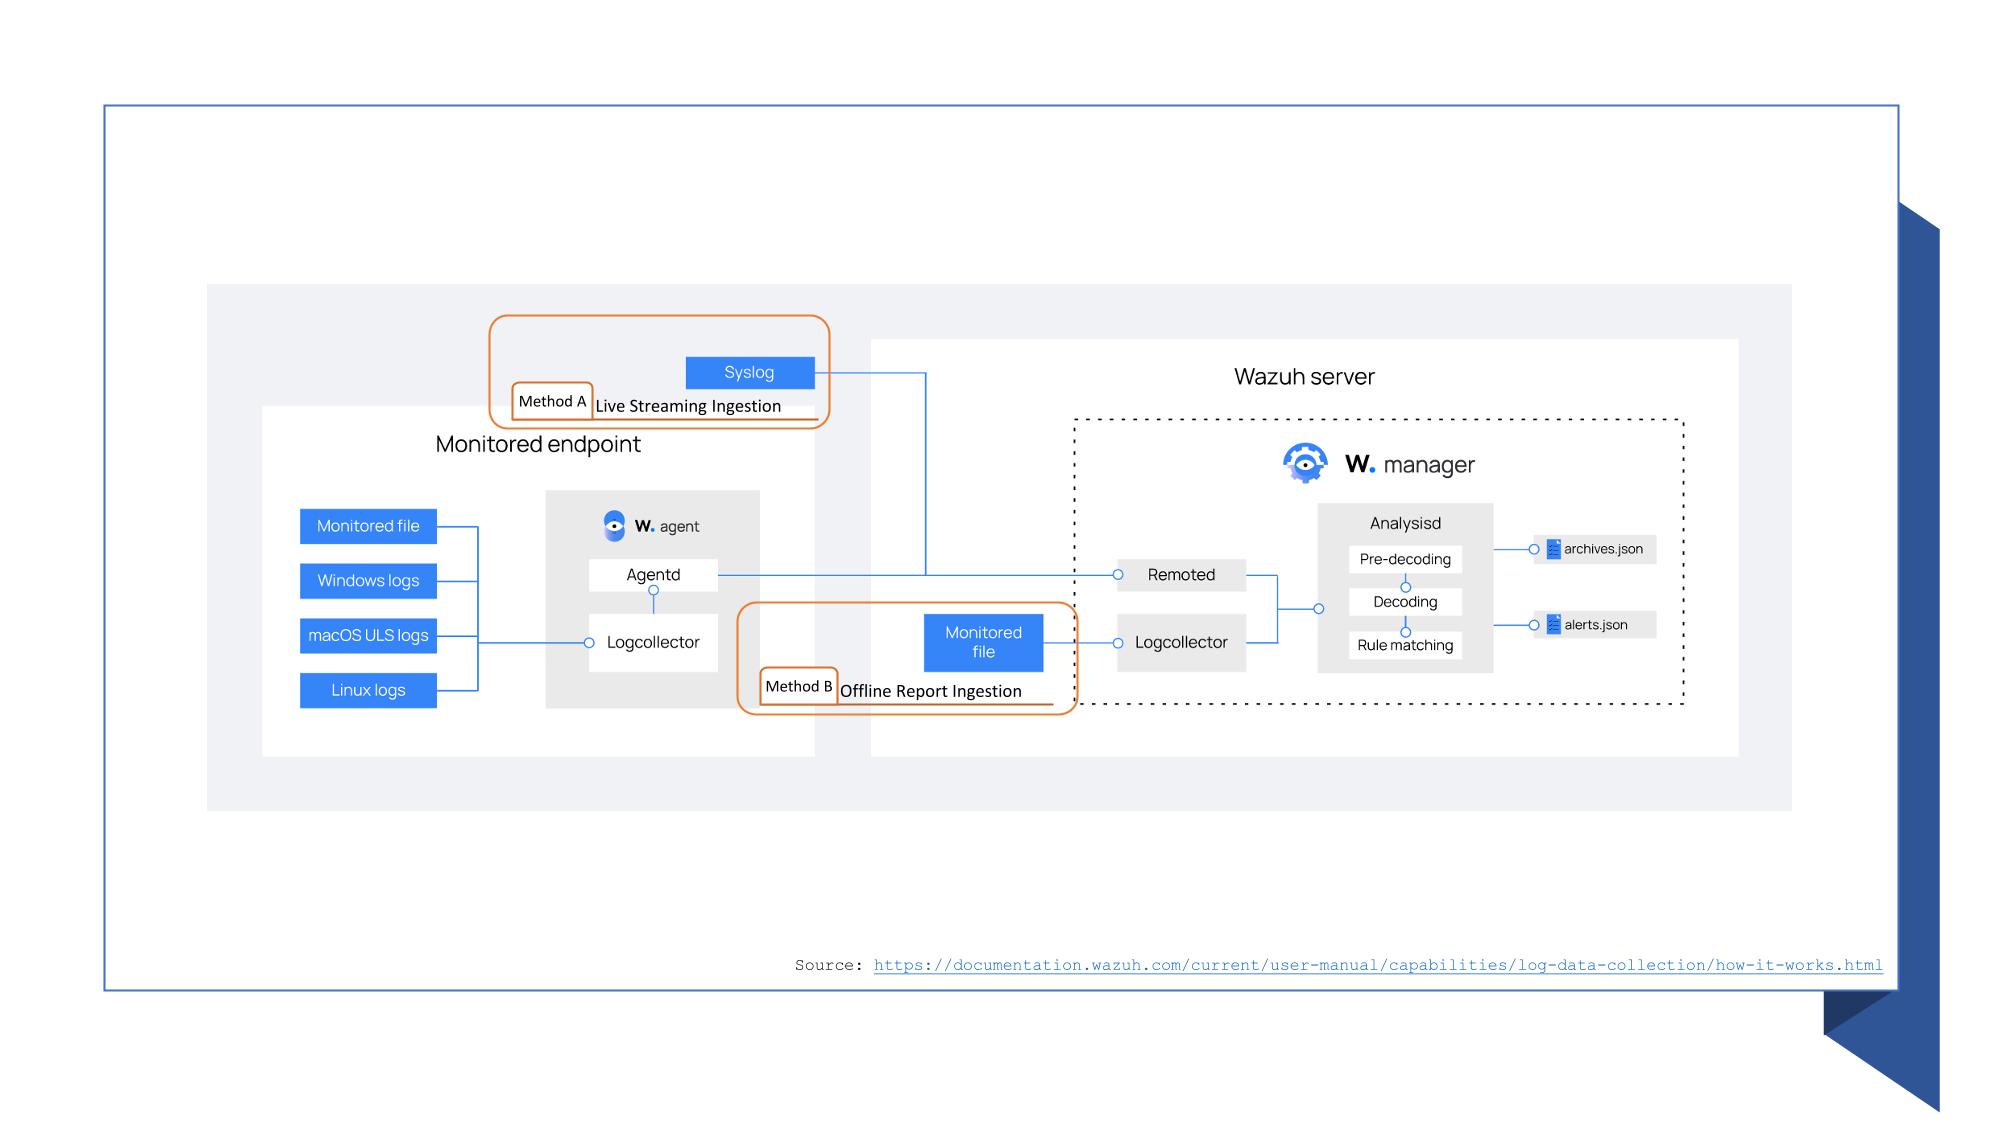 Syslog
Method A
Live Streaming Ingestion
Monitored endpoint
Monitored file
Windows logs
macOS ULS logs
Linux logs
W. agent
Agentd
Logcollector
Monitored
file
Method B
Offline Report Ingestion
Wazuh server
W. manager
Remoted
Logcollector
Analysisd
Pre-decoding
Decoding
Rule matching
archives.json
alerts.json
Source: https://documentation.wazuh.com/current/user-manual/capabilities/log-data-collection/how-it-works.html